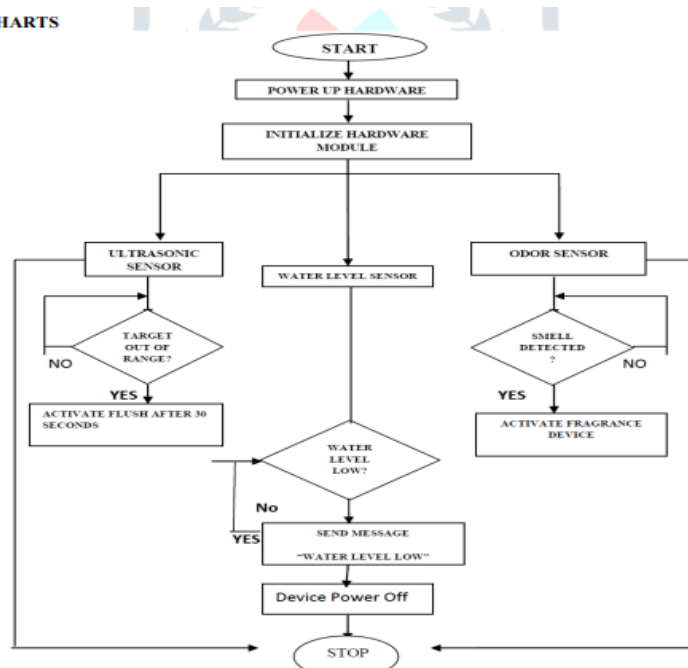 HARTS
START
POWER UP HARDWARE
INITIALIZE HARDWARE
MODULE
ULTRASONIC
SENSOR
WATER LEVEL SENSOR
ODOR SENSOR
TARGET
OUT OF
RANGE?
NO
YES
ACTIVATE FLUSH AFTER 30
SECONDS
SMELL
DETECTED
?
NO
YES
ACTIVATE FRAGRANCE
DEVICE
WATER
LEVEL
LOW?
No
YES
SEND MESSAGE
“WATER LEVEL LOW”
Device Power Off
STOP